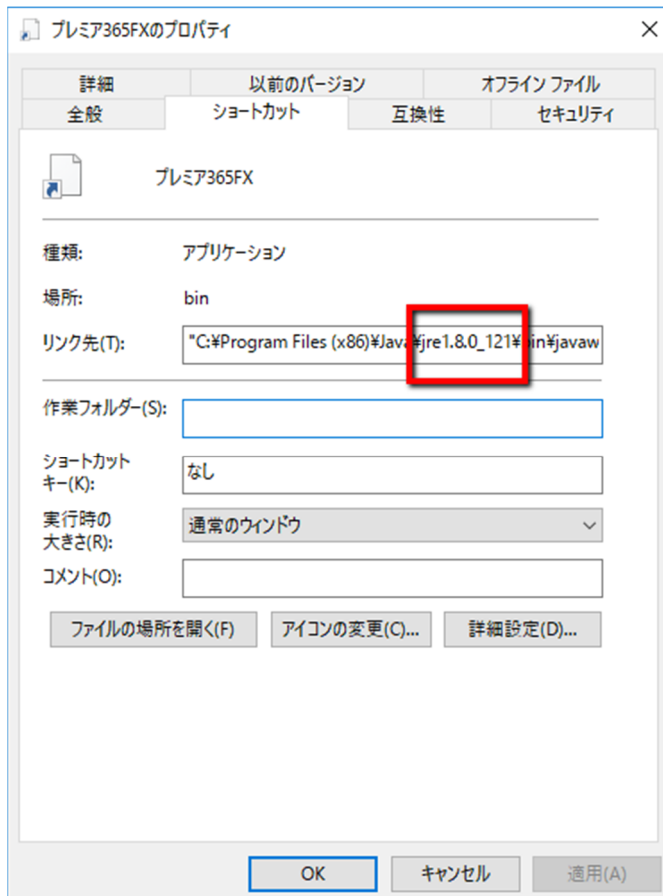 プレミア365FXのプロパティ
詳細 以前のバージョン オフライン ファイル
全般 ショートカット 互換性 セキュリティ
プレミア365FX
種類: アプリケーション
場所: bin
リンク先(T): "C:¥Program Files (x86)¥Java¥jre1.8.0_121¥bin¥javaw
作業フォルダー(S):
ショートカット
キー(K): なし
実行時の
大きさ(R): 通常のウィンドウ
コメント(O):
ファイルの場所を開く(F) アイコンの変更(C)... 詳細設定(D)...
OK キャンセル 適用(A)